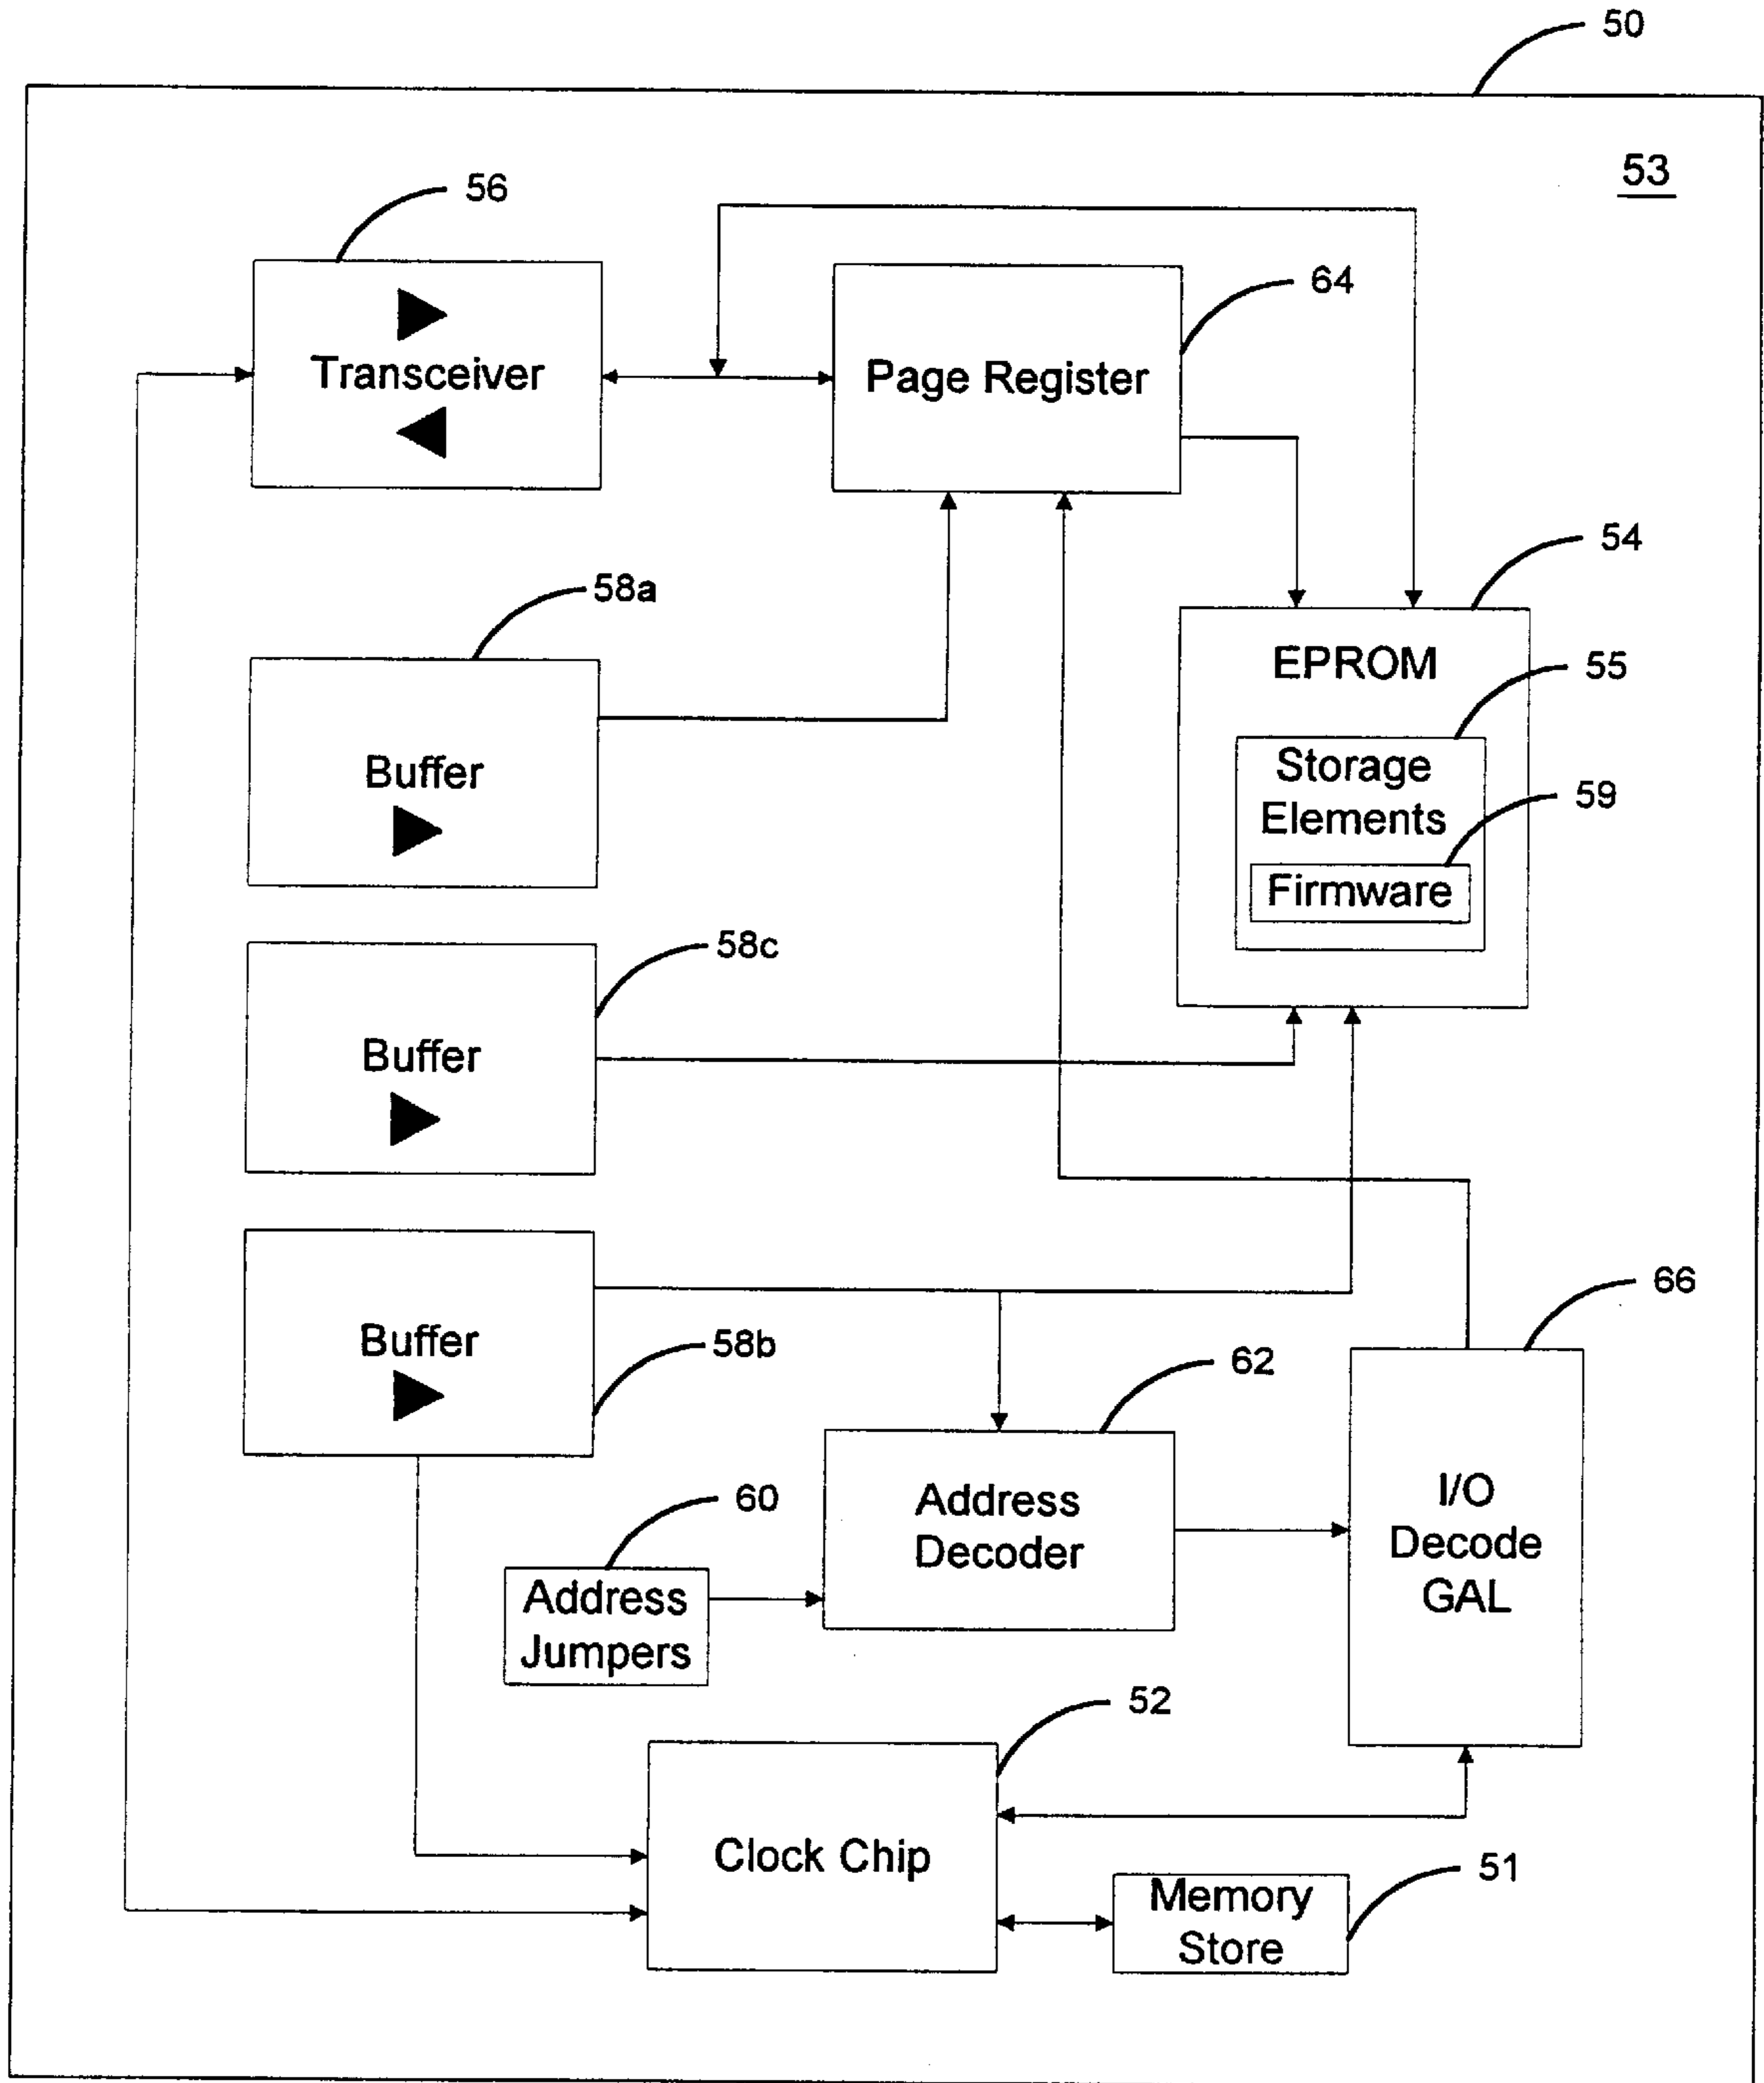 50
53
56
Transceiver
Page Register
64
54
58a
EPROM
55
Buffer
Storage
Elements
59
Firmware
58c
Buffer
66
Buffer
58b
62
Address
Decoder
I/O
Decode
GAL
60
Address
Jumpers
52
Clock Chip
51
Memory
Store